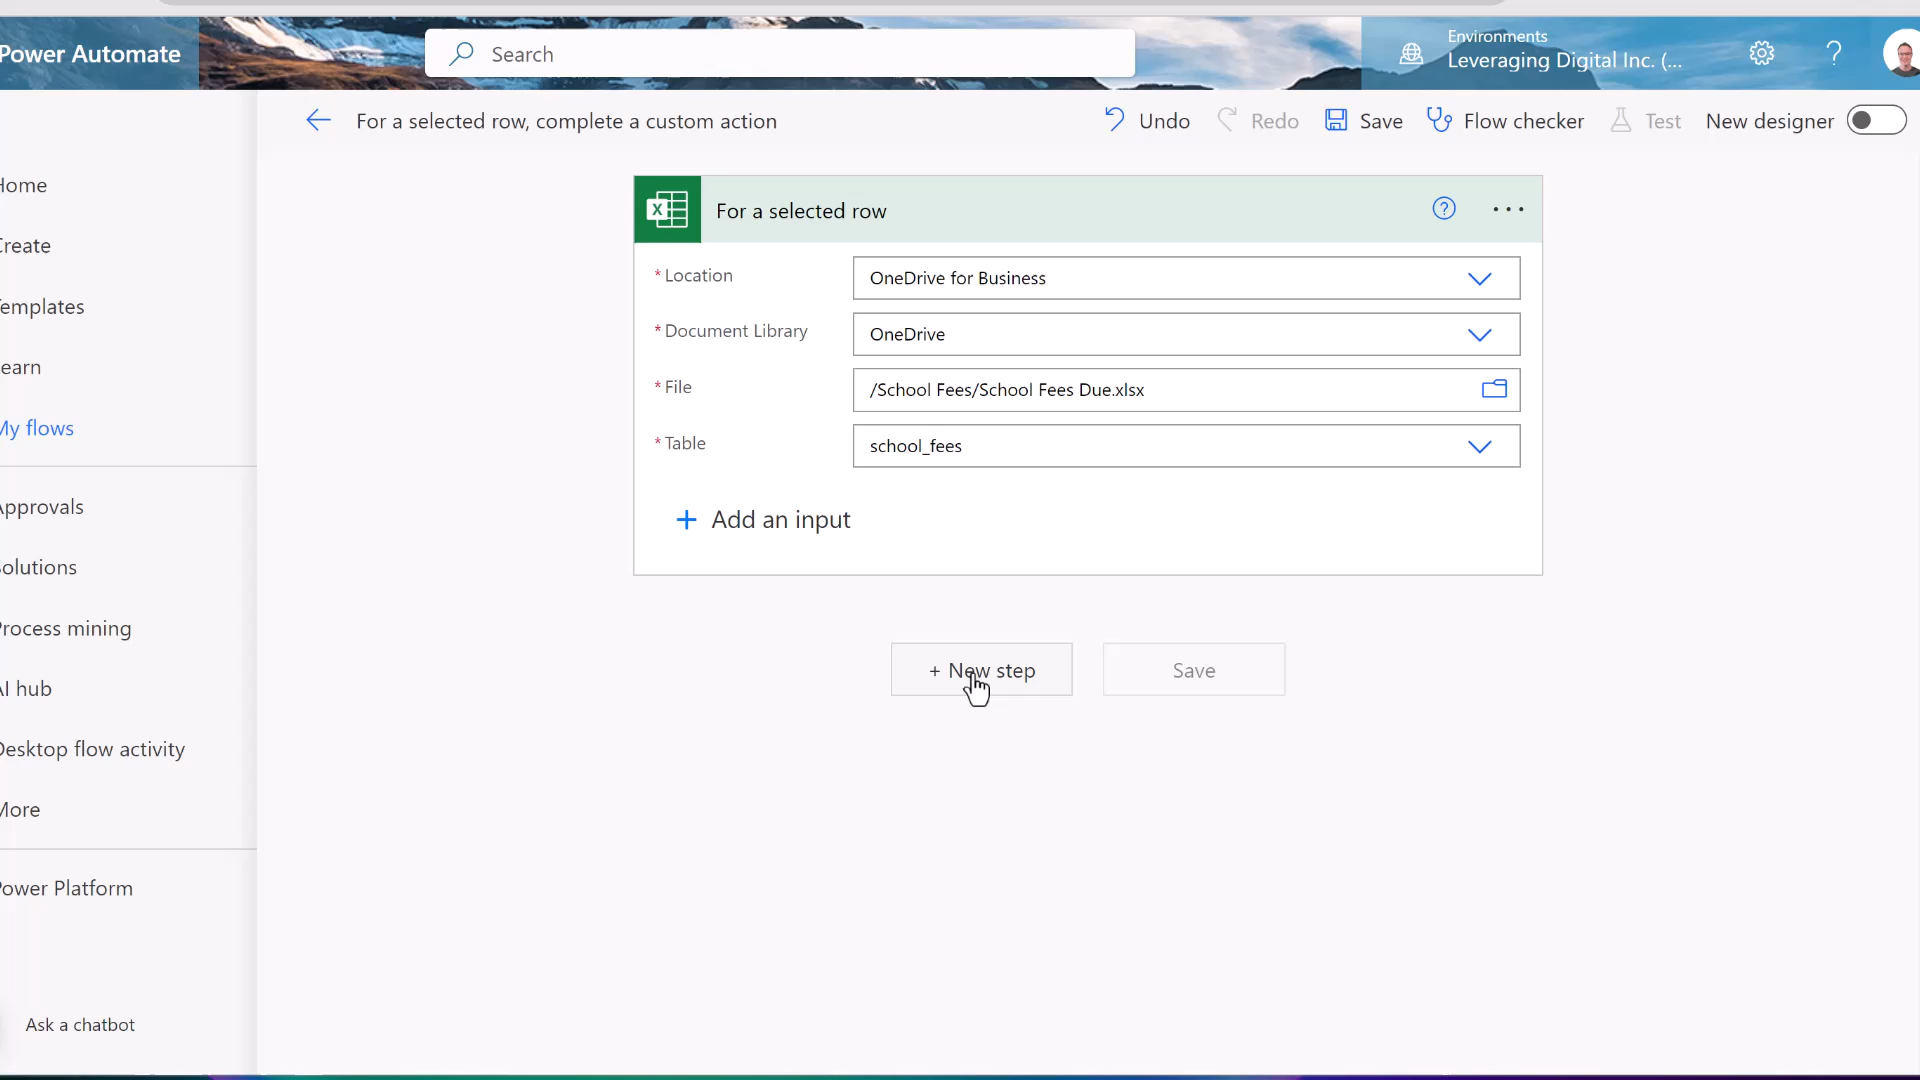 Power Automate
Search
Environments
Leveraging Digital Inc. (...
For a selected row, complete a custom action
Undo
Redo
Save
Flow checker
Test
New designer
Home
Create
Templates
Learn
My flows
Approvals
Solutions
Process mining
AI hub
Desktop flow activity
More
Power Platform
Ask a chatbot
For a selected row
* Location
OneDrive for Business
* Document Library
OneDrive
* File
/School Fees/School Fees Due.xlsx
* Table
school_fees
+ Add an input
+ New step
Save